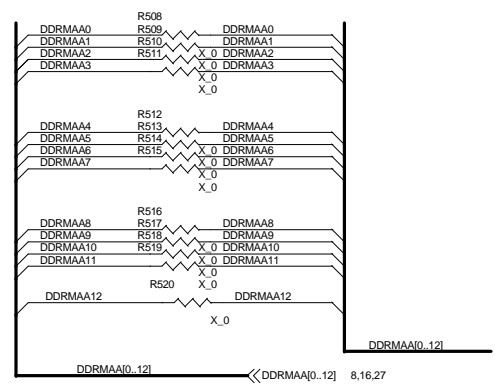 R508
DDRMAA0 R509 DDRMAA0
DDRMAA1 R510 DDRMAA1
DDRMAA2 R511 X_0 DDRMAA2
DDRMAA3 X_0 DDRMAA3
X_0
X_0
R512
DDRMAA4 R513 DDRMAA4
DDRMAA5 R514 DDRMAA5
DDRMAA6 R515 X_0 DDRMAA6
DDRMAA7 X_0 DDRMAA7
X_0
X_0
R516
DDRMAA8 R517 DDRMAA8
DDRMAA9 R518 DDRMAA9
DDRMAA10 R519 X_0 DDRMAA10
DDRMAA11 X_0 DDRMAA11
X_0
R520 X_0
DDRMAA12 DDRMAA12
X_0
DDRMAA[0..12]
DDRMAA[0..12] DDRMAA[0..12] 8,16,27